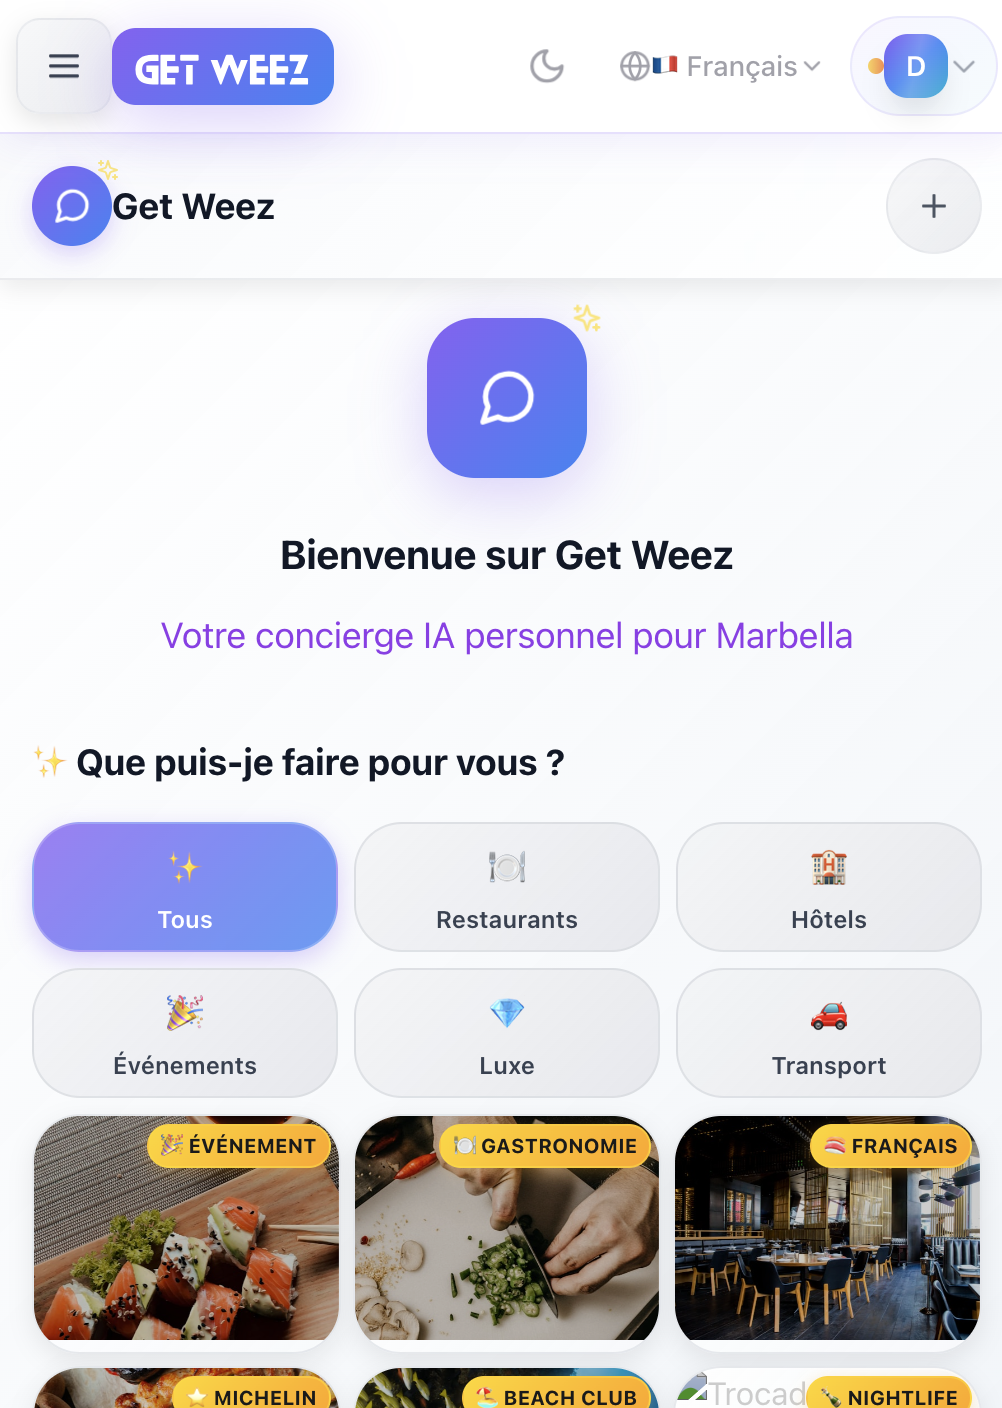 GET WEEZ
Français
D
Get Weez
Bienvenue sur Get Weez
Votre concierge IA personnel pour Marbella
Que puis-je faire pour vous ?
Tous
Restaurants
Hôtels
Événements
Luxe
Transport
ÉVÉNEMENT
GASTRONOMIE
FRANÇAIS
MICHELIN
BEACH CLUB
Trocad
NIGHTLIFE